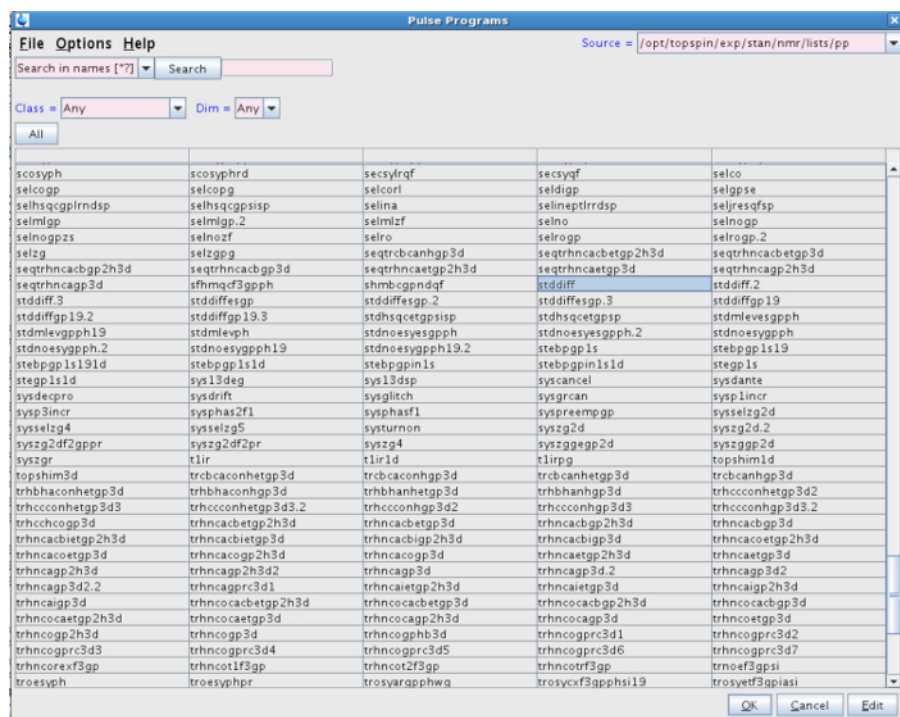 Pulse Programs
File Options Help Source = /opt/topspin/exp/stan/nmr/lists/pp
Search in names [*?] Search
Class = Any Dim = Any
All
scosyph scosyphrd secsylrqf secsyqf selco
selcogp selcopg selcorl seldigp selgpse
selhsqcgplrndsp selhsqcgpsisp selina selineptlrrdsp seljresqfsp
selmlgp selmlgp.2 selmlzf selno selnogp
selnogpzs selnozf selro selrogp selrogp.2
selzg selzgpg seqtrcbcanhgp3d seqtrhncacbetgp2h3d seqtrhncacbetgp3d
seqtrhncacbgp2h3d seqtrhncacbgp3d seqtrhncaetgp2h3d seqtrhncaetgp3d seqtrhncagp2h3d
seqtrhncagp3d sfhmqcf3gpph shmbcgpndqf stddiff stddiff.2
stddiff.3 stddiffesgp stddiffesgp.2 stddiffesgp.3 stddiffgp19
stddiffgp19.2 stddiffgp19.3 stdhsqcetgpsisp stdhsqcetgpsp stdmlevesgpph
stdmlevgpph19 stdmlevph stdnoesyesgpph stdnoesyesgpph.2 stdnoesygpph
stdnoesygpph.2 stdnoesygpph19 stdnoesygpph19.2 stebpgp1s stebpgp1s19
stebpgp1s191d stebpgp1s1d stebpgpin1s stebpgpin1s1d stegp1s
stegp1s1d sys13deg sys13dsp syscancel sysdante
sysdecpro sysdrift sysglitch sysgrcan sysp1incr
sysp3incr sysphas2f1 sysphasf1 syspreempgp sysselzg2d
sysselzg4 sysselzg5 systurnon syszg2d syszg2d.2
syszg2df2gppr syszg2df2pr syszg4 syszggegp2d syszggp2d
syszgr t1ir t1ir1d t1irpg topshim1d
topshim3d trcbcaconhetgp3d trcbcaconhgp3d trcbcanhetgp3d trcbcanhgp3d
trhbhaconhetgp3d trhbhaconhgp3d trhbhanhetgp3d trhbhanhgp3d trhccconhetgp3d2
trhccconhetgp3d3 trhccconhetgp3d3.2 trhccconhgp3d2 trhccconhgp3d3 trhccconhgp3d3.2
trhcchcogp3d trhncacbetgp2h3d trhncacbetgp3d trhncacbgp2h3d trhncacbgp3d
trhncacbietgp2h3d trhncacbietgp3d trhncacbigp2h3d trhncacbigp3d trhncacoetgp2h3d
trhncacoetgp3d trhncacogp2h3d trhncacogp3d trhncaetgp2h3d trhncaetgp3d
trhncagp2h3d trhncagp2h3d2 trhncagp3d trhncagp3d.2 trhncagp3d2
trhncagp3d2.2 trhncagprc3d1 trhncaietgp2h3d trhncaietgp3d trhncaigp2h3d
trhncaigp3d trhncocacbetgp2h3d trhncocacbetgp3d trhncocacbgp2h3d trhncocacbgp3d
trhncocaetgp2h3d trhncocaetgp3d trhncocagp2h3d trhncocagp3d trhncoetgp3d
trhncogp2h3d trhncogp3d trhncogphb3d trhncogprc3d1 trhncogprc3d2
trhncogprc3d3 trhncogprc3d4 trhncogprc3d5 trhncogprc3d6 trhncogprc3d7
trhncorexf3gp trhncot1f3gp trhncot2f3gp trhncotrf3gp trnoef3gpsi
troesyph troesyphpr trosyargpphwg trosycxf3gpphsi19 trosyetf3gpiasi
OK Cancel Edit